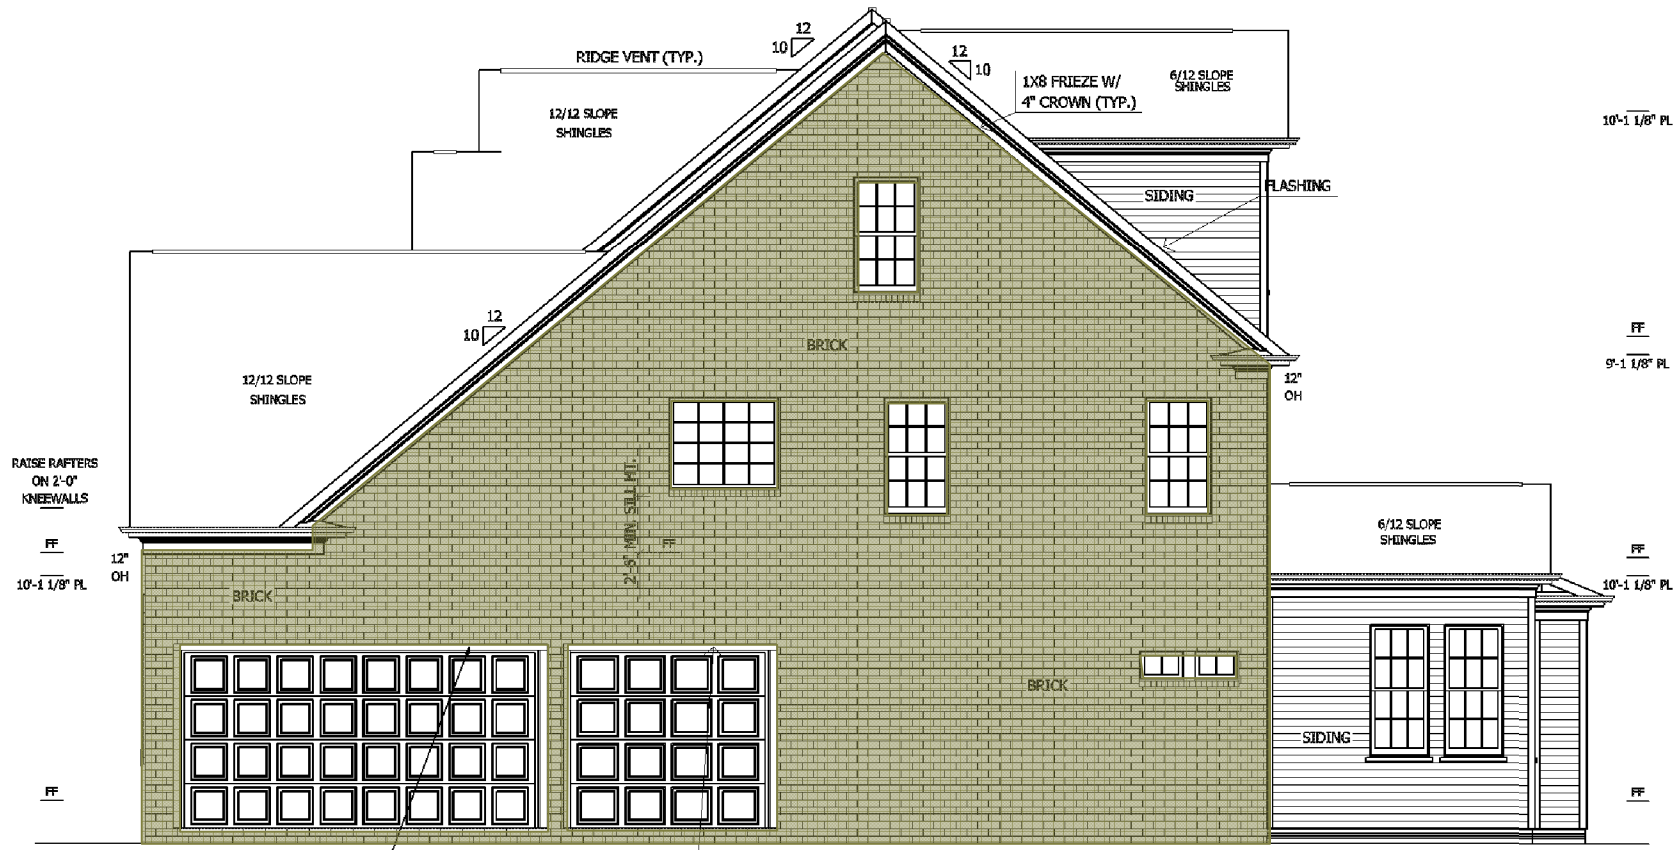 12
10
RIDGE VENT (TYP.)
12
10
1X8 FRIEZE W/
4" CROWN (TYP.)
6/12 SLOPE
SHINGLES
12/12 SLOPE
SHINGLES
10'-1 1/8" PL
SIDING
FLASHING
12
10
BRICK
FF
9'-1 1/8" PL
12/12 SLOPE
SHINGLES
12"
OH
RAISE RAFTERS
ON 2'-0"
KNEEWALLS
2'-8" MIN. SILL HT.
6/12 SLOPE
SHINGLES
FF
FF
FF
12"
OH
10'-1 1/8" PL
10'-1 1/8" PL
BRICK
BRICK
SIDING
FF
FF